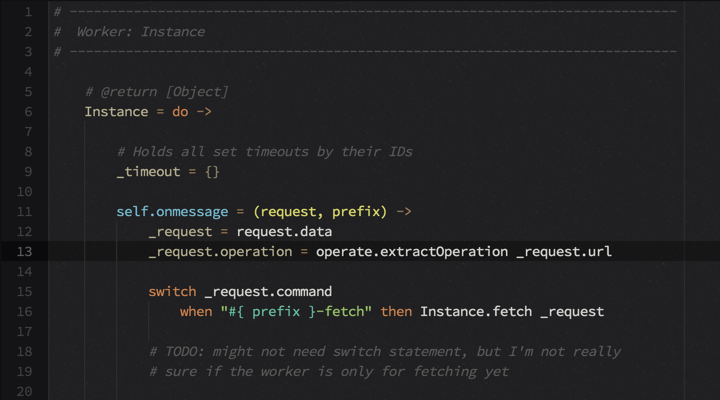 1 # ----------------------------------------------------------------------------
2 #  Worker: Instance
3 # ----------------------------------------------------------------------------
4
5     # @return [Object]
6     Instance = do ->
7
8         # Holds all set timeouts by their IDs
9         _timeout = {}
10
11         self.onmessage = (request, prefix) ->
12             _request = request.data
13             _request.operation = operate.extractOperation _request.url
14
15             switch _request.command
16                 when "#{ prefix }-fetch" then Instance.fetch _request
17
18             # TODO: might not need switch statement, but I'm not really
19             # sure if the worker is only for fetching yet
20